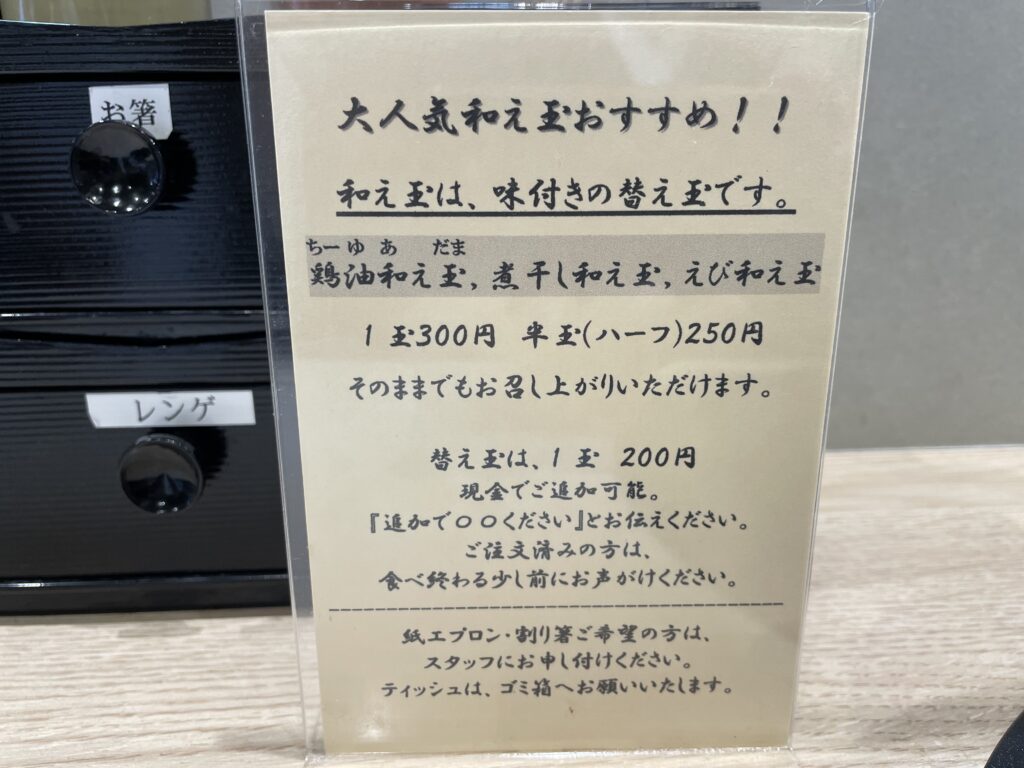 お箸
レンゲ
大人気和え玉おすすめ！！
和え玉は、味付きの替え玉です。
ちーゆあ　だま
鶏油和え玉，煮干し和え玉，えび和え玉
1玉300円　半玉(ハーフ)250円
そのままでもお召し上がりいただけます。
替え玉は、1玉　200円
現金でご追加可能。
『追加で〇〇ください』とお伝えください。
ご注文済みの方は、
食べ終わる少し前にお声がけください。
紙エプロン・割り箸ご希望の方は、
スタッフにお申し付けください。
ティッシュは、ゴミ箱へお願いいたします。